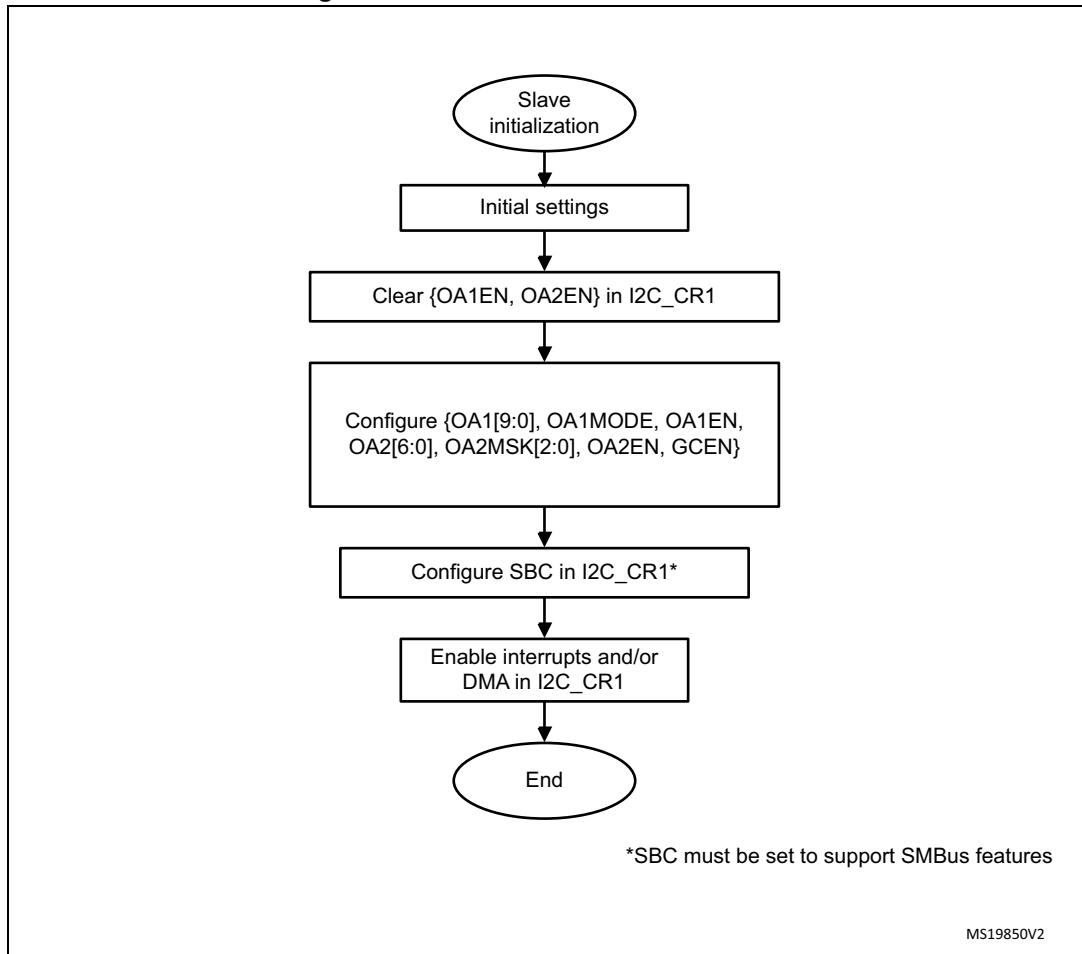 Slave
initialization
Initial settings
Clear {OA1EN, OA2EN} in I2C_CR1
Configure {OA1[9:0], OA1MODE, OA1EN,
OA2[6:0], OA2MSK[2:0], OA2EN, GCEN}
Configure SBC in I2C_CR1*
Enable interrupts and/or
DMA in I2C_CR1
End
*SBC must be set to support SMBus features
MS19850V2